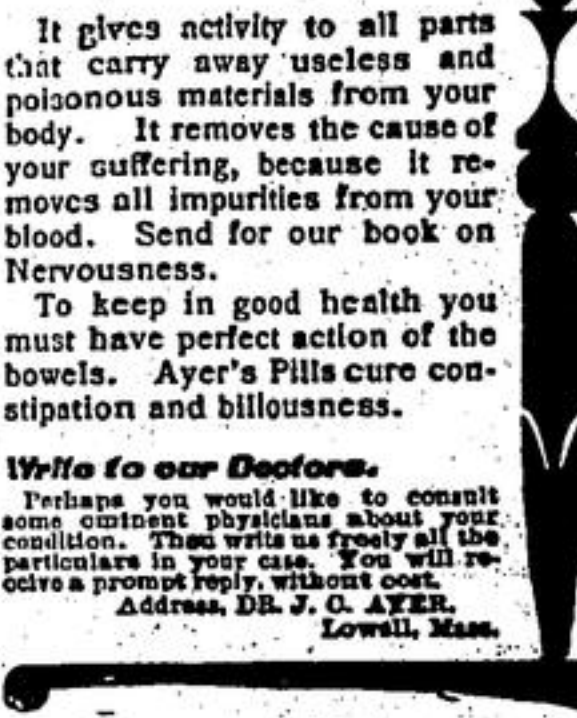 It gives activity to all parts
that carry away useless and
poisonous materials from your
body. It removes the cause of
your suffering, because it re-
moves all impurities from your
blood. Send for our book on
Nervousness.
To keep in good health you
must have perfect action of the
bowels. Ayer's Pills cure con-
stipation and biliousness.
Write to our Doctors.
Perhaps you would like to consult
some eminent physicians about your
condition. Then write us freely all the
particulars in your case. You will re-
ceive a prompt reply, without cost.
Address, DR. J. C. AYER.
Lowell, Mass.